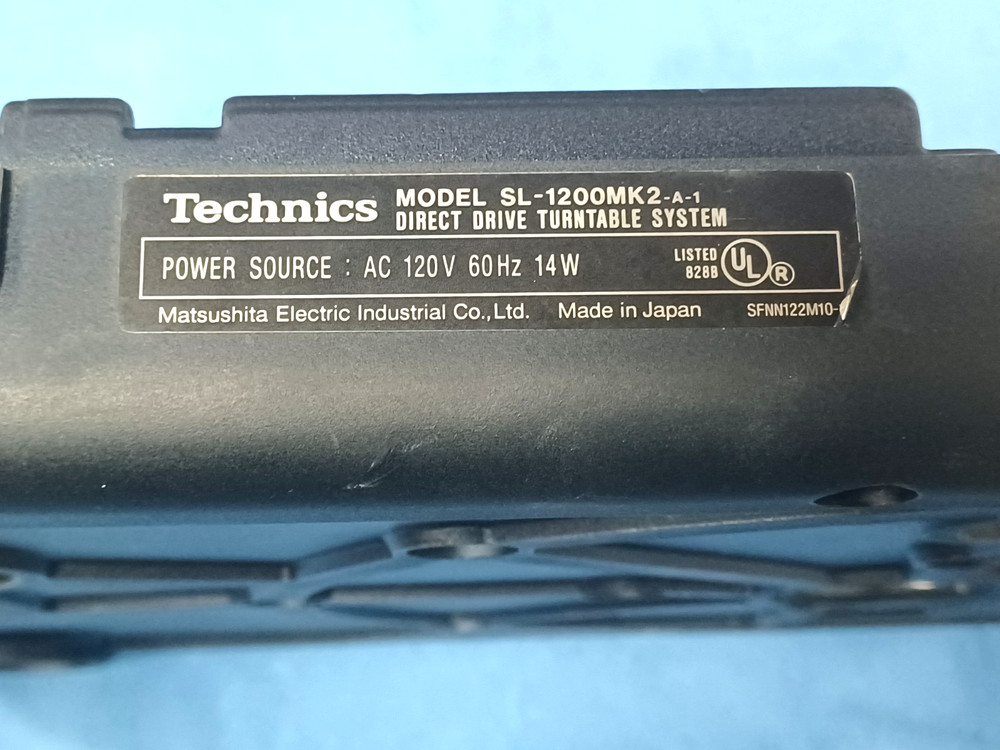 Technics MODEL SL-1200MK2-A-1
DIRECT DRIVE TURNTABLE SYSTEM
POWER SOURCE : AC 120V 60Hz 14W
LISTED
828B
UL
R
Matsushita Electric Industrial Co.,Ltd. Made in Japan SFNN122M10-